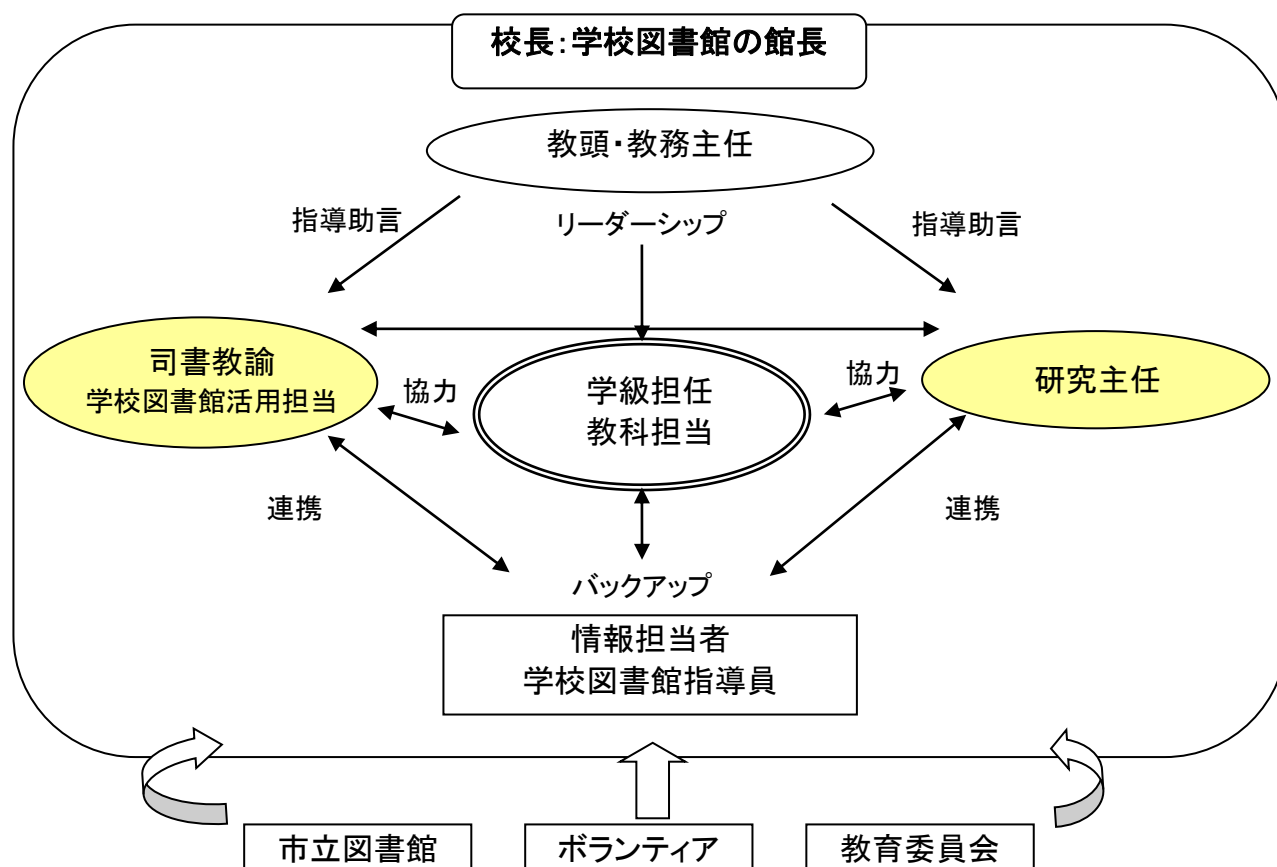 校長:学校図書館の館長
教頭・教務主任
指導助言
リーダーシップ
指導助言
司書教諭
学校図書館活用担当
協力
学級担任
教科担当
協力
研究主任
連携
連携
バックアップ
情報担当者
学校図書館指導員
市立図書館
ボランティア
教育委員会